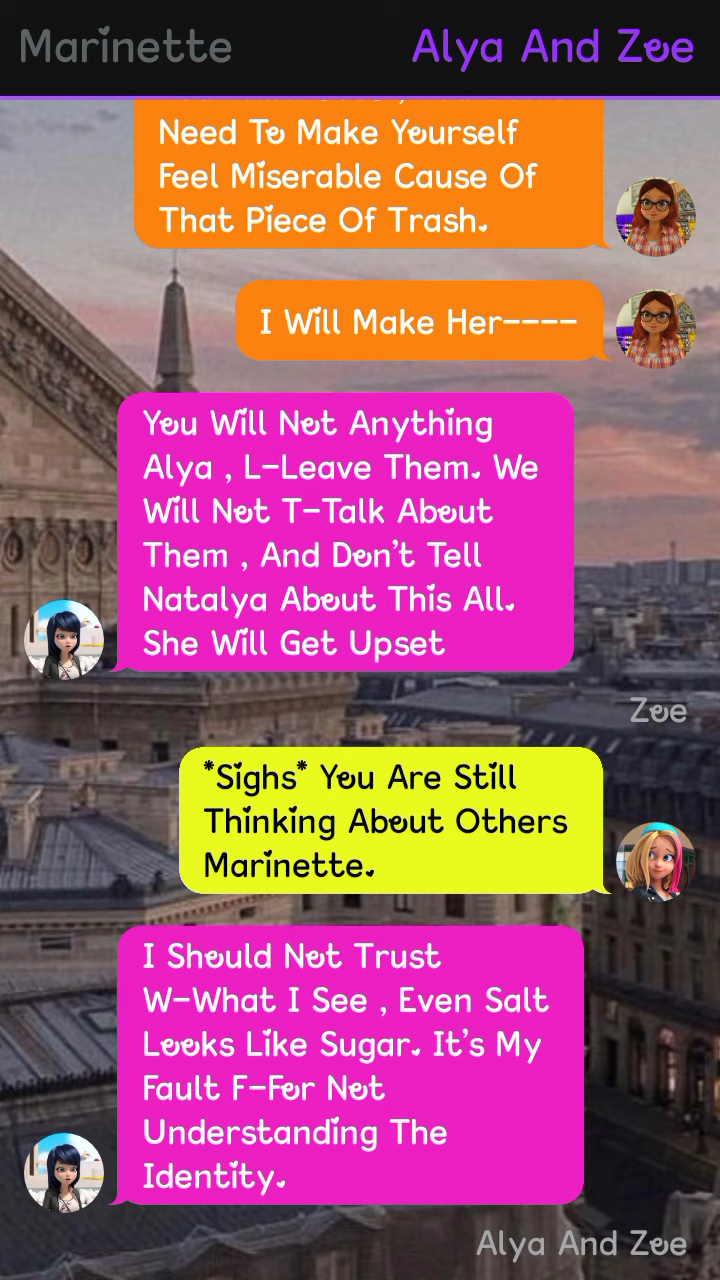 Marinette
Alya And Zoe
Need To Make Yourself
Feel Miserable Cause Of
That Piece Of Trash.
I Will Make Her----
You Will Not Anything
Alya , L-Leave Them. We
Will Not T-Talk About
Them , And Don't Tell
Natalya About This All.
She Will Get Upset
Zoe
*Sighs* You Are Still
Thinking About Others
Marinette.
I Should Not Trust
W-What I See , Even Salt
Looks Like Sugar. It's My
Fault F-For Not
Understanding The
Identity.
Alya And Zoe